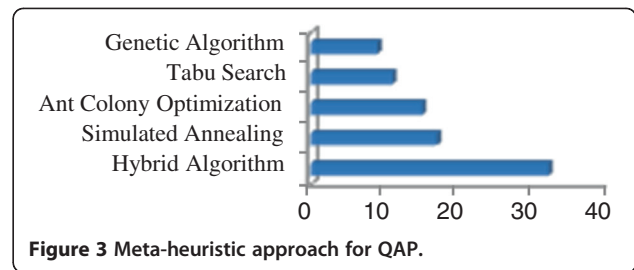 Genetic Algorithm
Tabu Search
Ant Colony Optimization
Simulated Annealing
Hybrid Algorithm
0 10 20 30 40
Figure 3 Meta-heuristic approach for QAP.